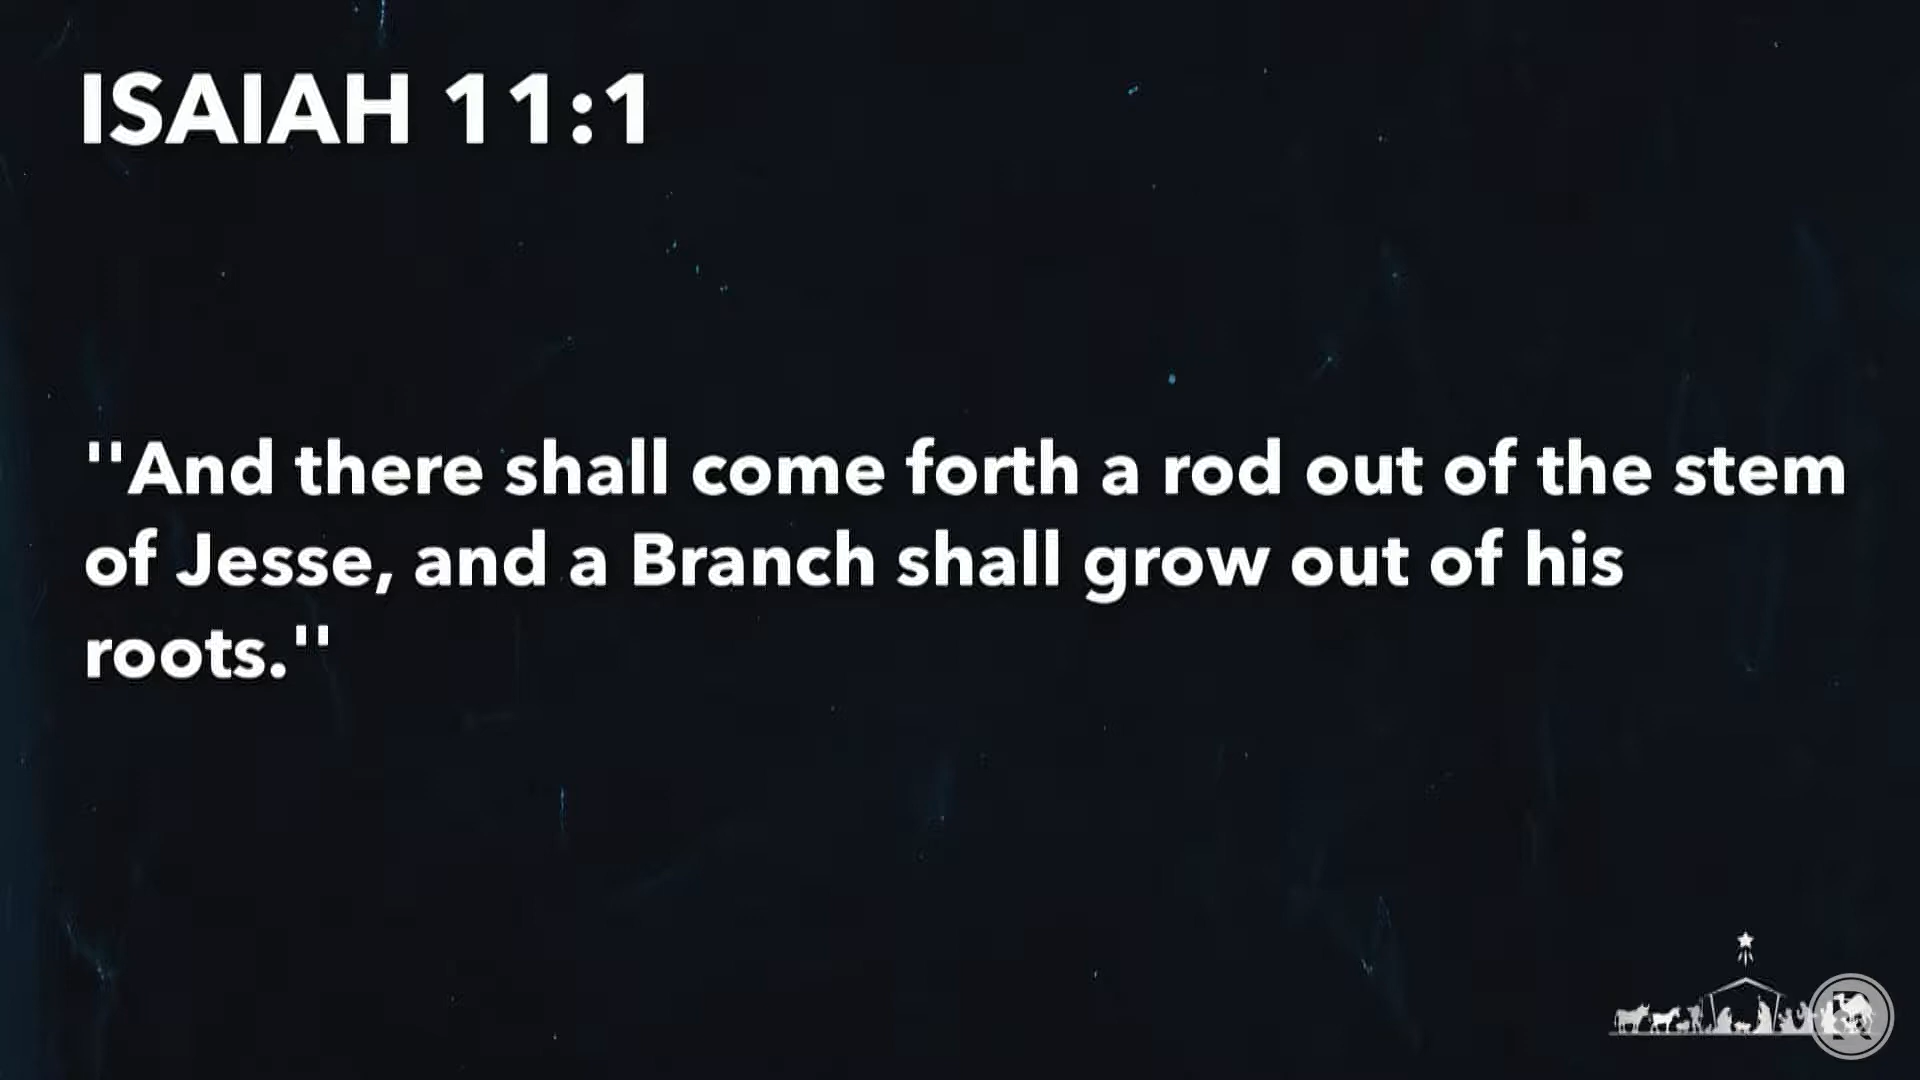 ISAIAH 11:1
"And there shall come forth a rod out of the stem
of Jesse, and a Branch shall grow out of his
roots."